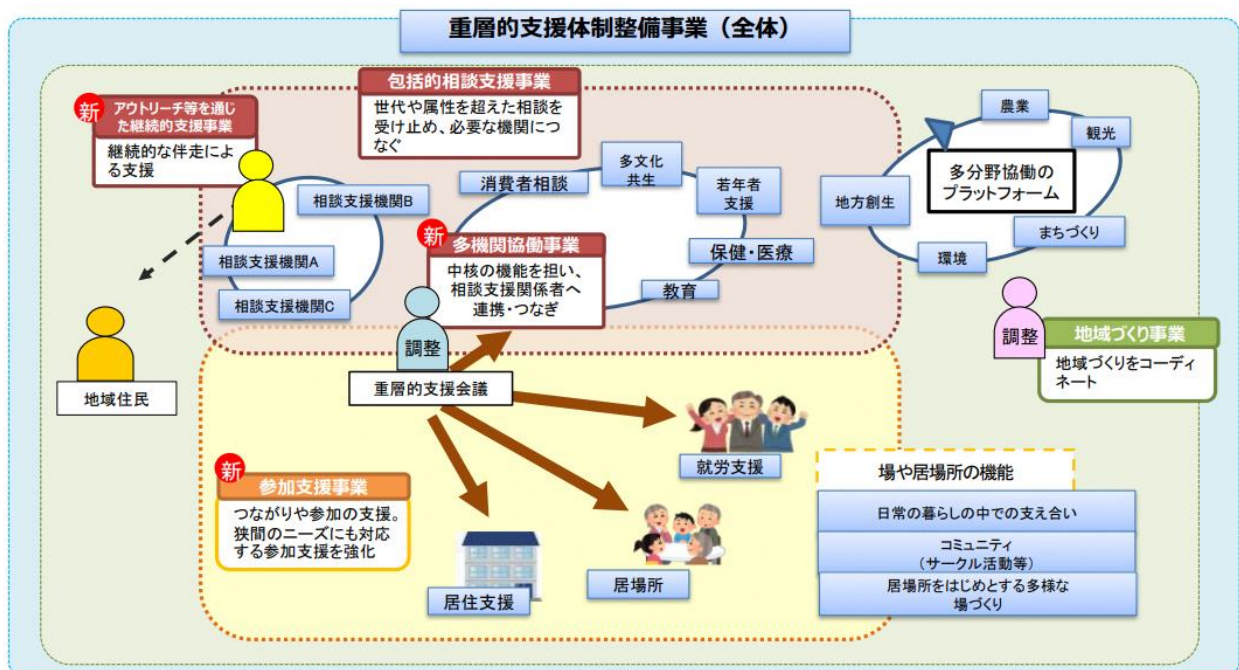 重層的支援体制整備事業（全体）
新
アウトリーチ等を通じ
た継続的支援事業
継続的な伴走によ
る支援
包括的相談支援事業
世代や属性を超えた相談を
受け止め、必要な機関につ
なぐ
相談支援機関B
相談支援機関A
相談支援機関C
消費者相談
多文化
共生
若年者
支援
保健・医療
教育
新
多機関協働事業
中核の機能を担い、
相談支援関係者へ
連携・つなぎ
農業
観光
多分野協働の
プラットフォーム
地方創生
まちづくり
環境
調整
地域づくり事業
地域づくりをコーディ
ネート
地域住民
調整
重層的支援会議
就労支援
新
参加支援事業
つながりや参加の支援。
狭間のニーズにも対応
する参加支援を強化
居住支援
居場所
場や居場所の機能
日常の暮らしの中での支え合い
コミュニティ
（サークル活動等）
居場所をはじめとする多様な
場づくり